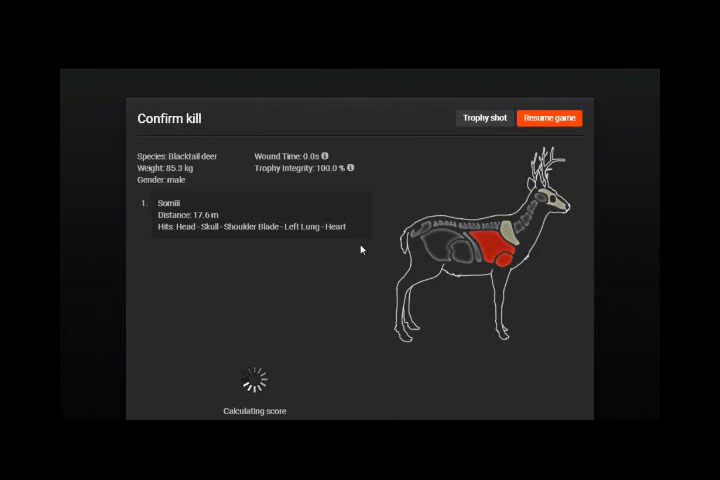 Confirm kill
Trophy shot
Resume game
Species: Blacktail deer
Wound Time: 0.0s
Weight: 85.3 kg
Trophy Integrity: 100.0 %
Gender: male
1. Somiii
Distance: 17.6 m
Hits: Head - Skull - Shoulder Blade - Left Lung - Heart
Calculating score